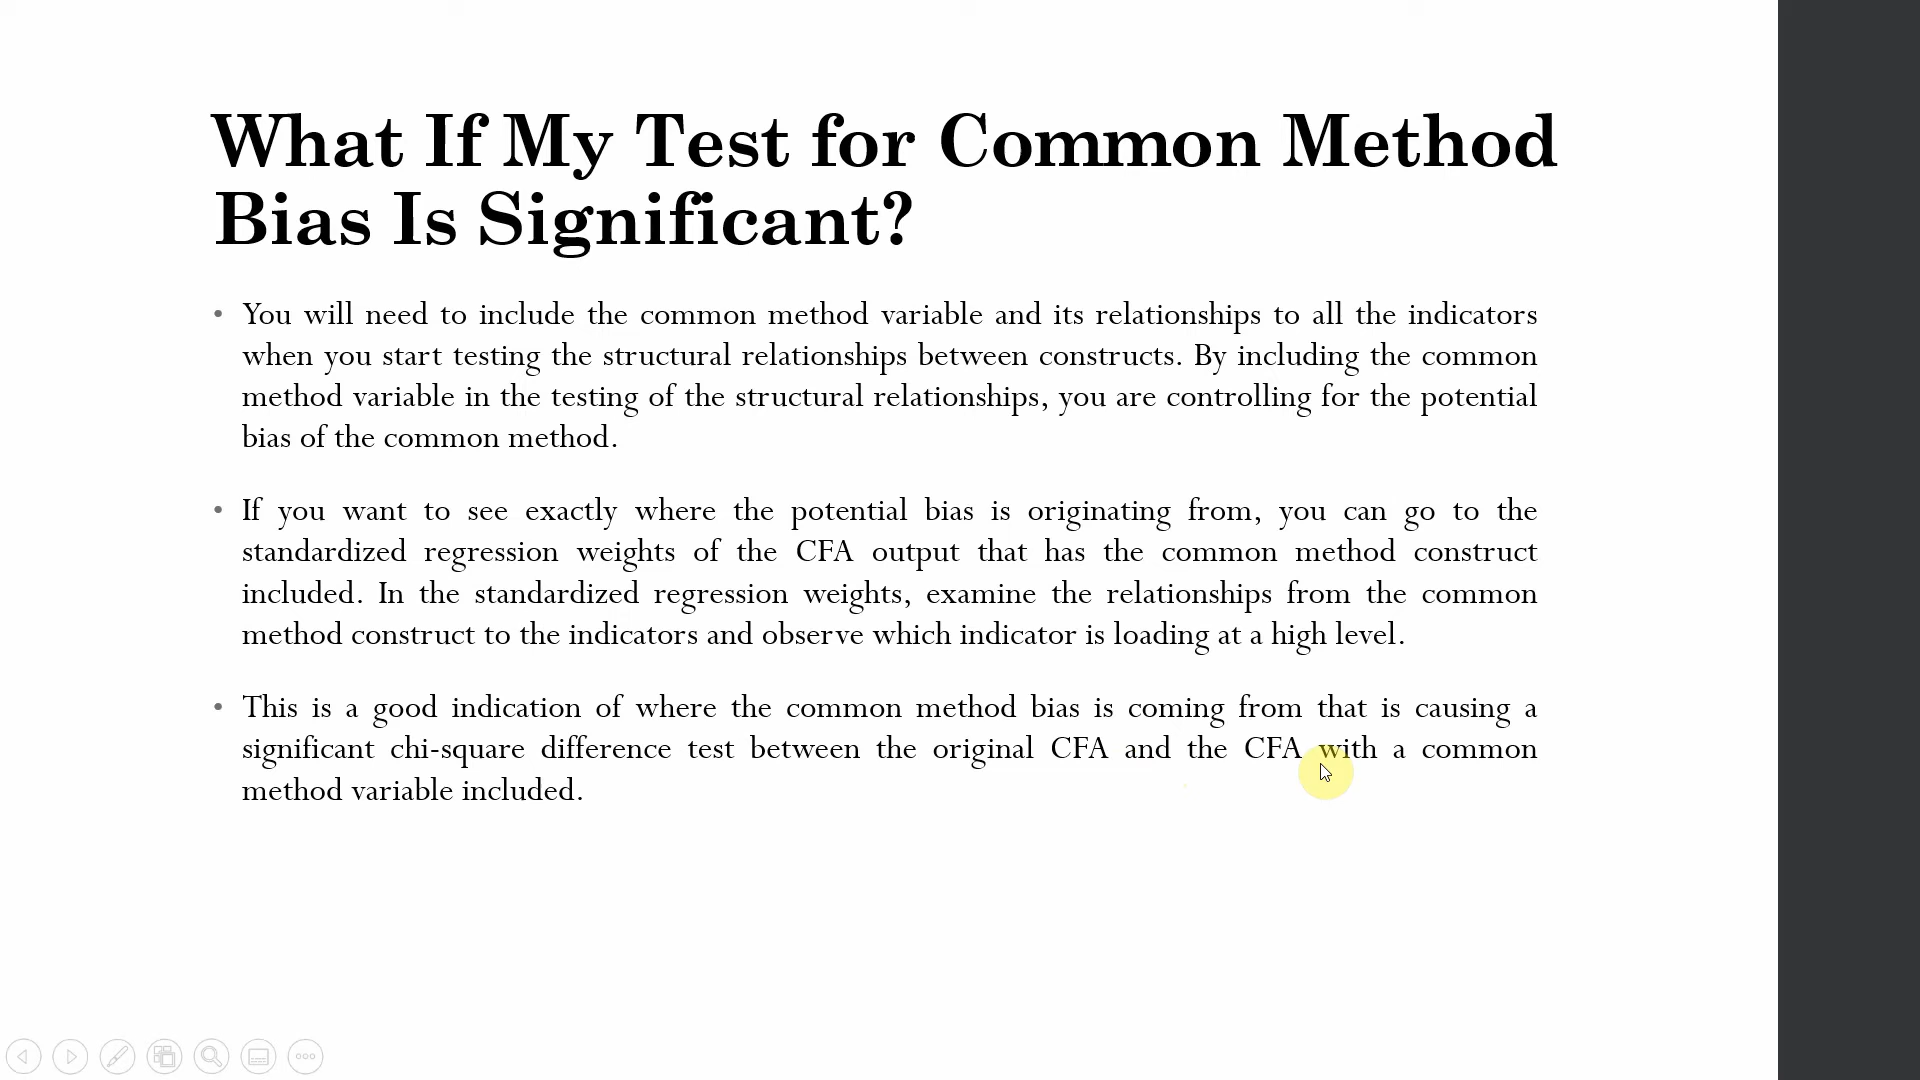 What If My Test for Common Method
Bias Is Significant?
• You will need to include the common method variable and its relationships to all the indicators
when you start testing the structural relationships between constructs. By including the common
method variable in the testing of the structural relationships, you are controlling for the potential
bias of the common method.
• If you want to see exactly where the potential bias is originating from, you can go to the
standardized regression weights of the CFA output that has the common method construct
included. In the standardized regression weights, examine the relationships from the common
method construct to the indicators and observe which indicator is loading at a high level.
• This is a good indication of where the common method bias is coming from that is causing a
significant chi-square difference test between the original CFA and the CFA with a common
method variable included.